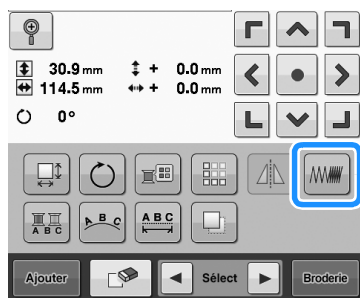 30.9 mm + 0.0 mm
114.5 mm + 0.0 mm
0°
A B C A B C A B C
Ajouter Sélect Broderie